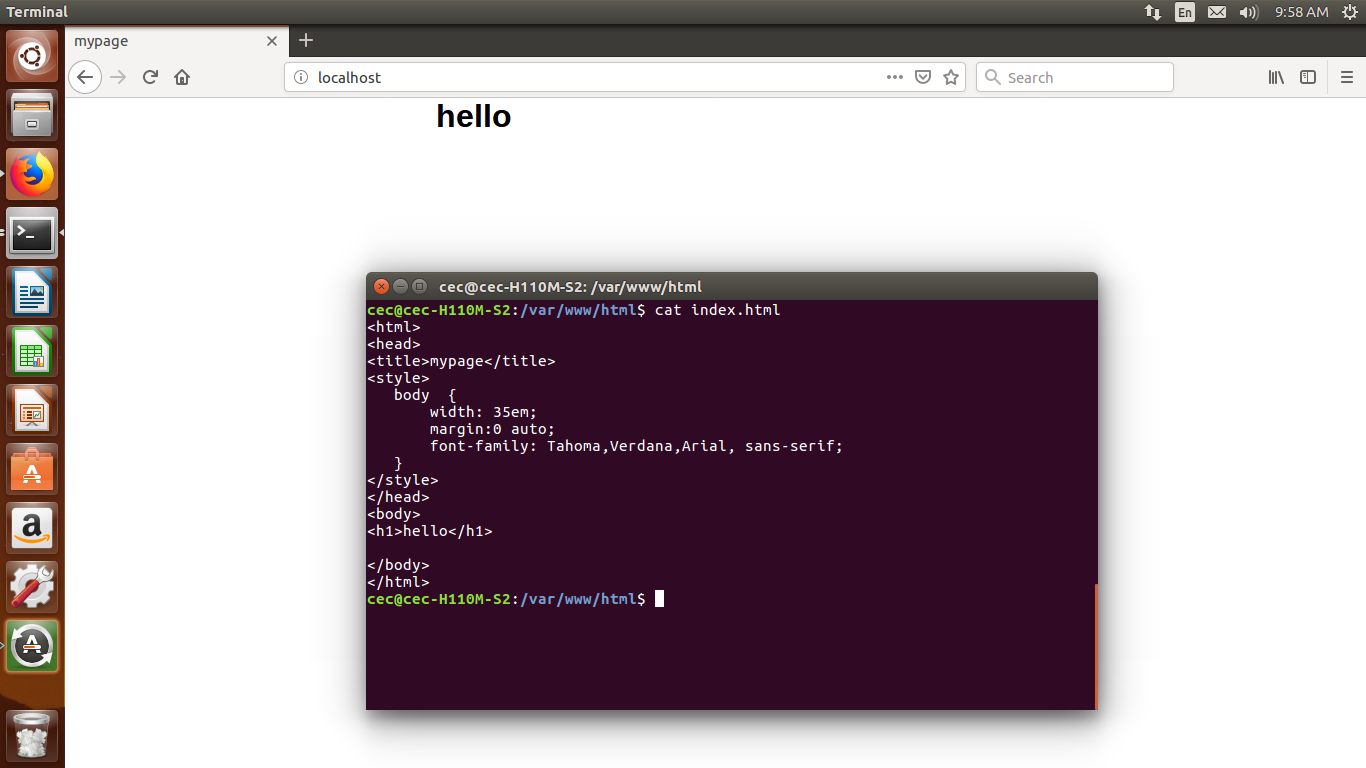 Terminal
En
9:58 AM
mypage
localhost
Search
hello
cec@cec-H110M-S2: /var/www/html
cec@cec-H110M-S2:/var/www/html$ cat index.html
<html>
<head>
<title>mypage</title>
<style>
   body  {
       width: 35em;
       margin:0 auto;
       font-family: Tahoma,Verdana,Arial, sans-serif;
   }
</style>
</head>
<body>
<h1>hello</h1>

</body>
</html>
cec@cec-H110M-S2:/var/www/html$